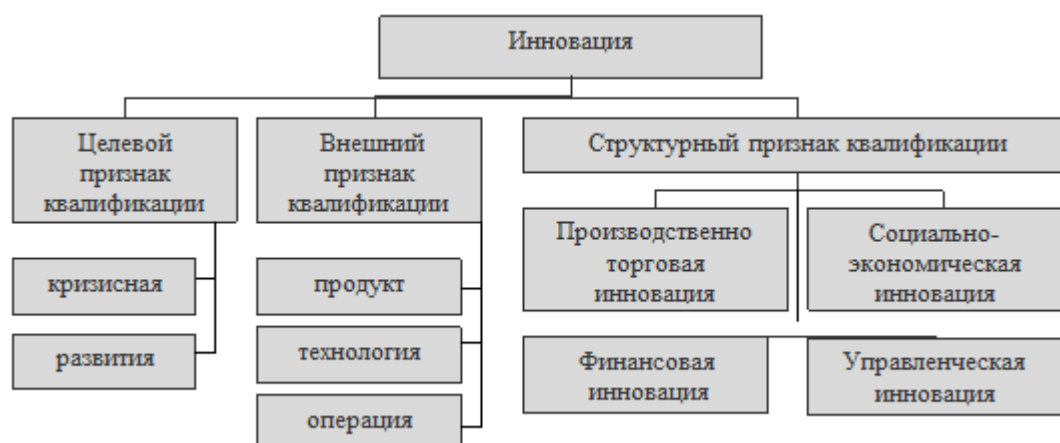 Инновация
Целевой
признак
квалификации
кризисная
развития
Внешний
признак
квалификации
продукт
технология
операция
Структурный признак квалификации
Производственно
торговая
инновация
Социально-
экономическая
инновация
Финансовая
инновация
Управленческая
инновация